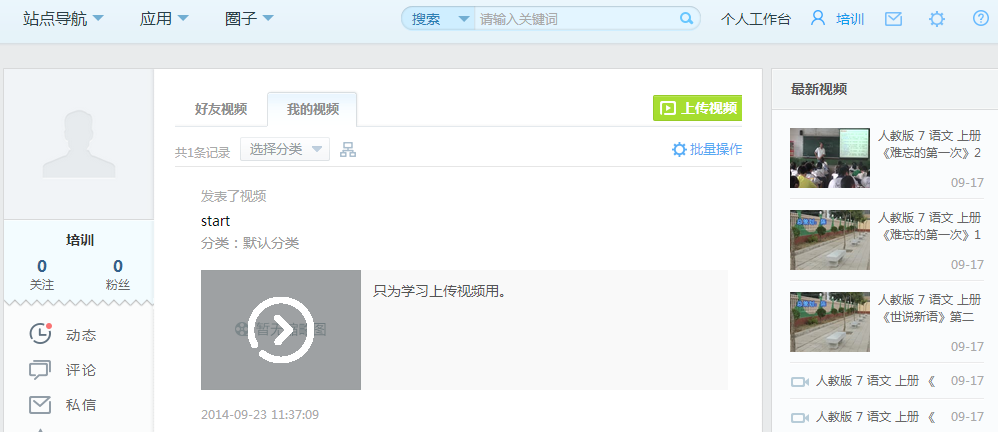 站点导航 应用 圈子 搜索 请输入关键词 个人工作台 培训
好友视频 我的视频 上传视频
共1条记录 选择分类 批量操作
发表了视频
start
分类：默认分类
只为学习上传视频用。
2014-09-23 11:37:09
培训
0 0
关注 粉丝
动态
评论
私信
最新视频
人教版 7 语文 上册
《难忘的第一次》2
09-17
人教版 7 语文 上册
《难忘的第一次》1
09-17
人教版 7 语文 上册
《世说新语》第二
09-17
人教版 7 语文 上册 《 09-17
人教版 7 语文 上册 《 09-17